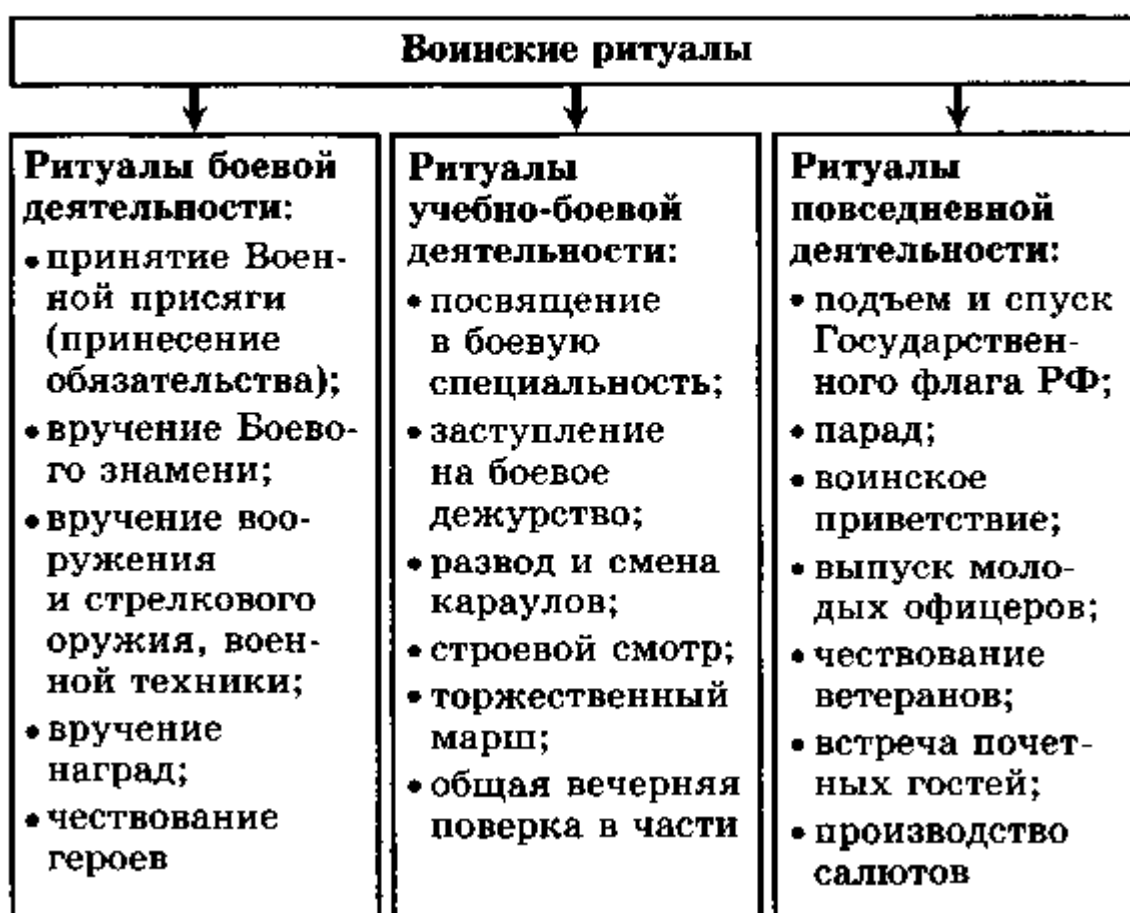 Воинские ритуалы
Ритуалы боевой
деятельности:
• принятие Воен-
ной присяги
(принесение
обязательства);
• вручение Боево-
го знамени;
• вручение воо-
ружения
и стрелкового
оружия, воен-
ной техники;
• вручение
наград;
• чествование
героев
Ритуалы
учебно-боевой
деятельности:
• посвящение
в боевую
специальность;
• заступление
на боевое
дежурство;
• развод и смена
караулов;
• строевой смотр;
• торжественный
марш;
• общая вечерняя
поверка в части
Ритуалы
повседневной
деятельности:
• подъем и спуск
Государствен-
ного флага РФ;
• парад;
• воинское
приветствие;
• выпуск моло-
дых офицеров;
• чествование
ветеранов;
• встреча почет-
ных гостей;
• производство
салютов